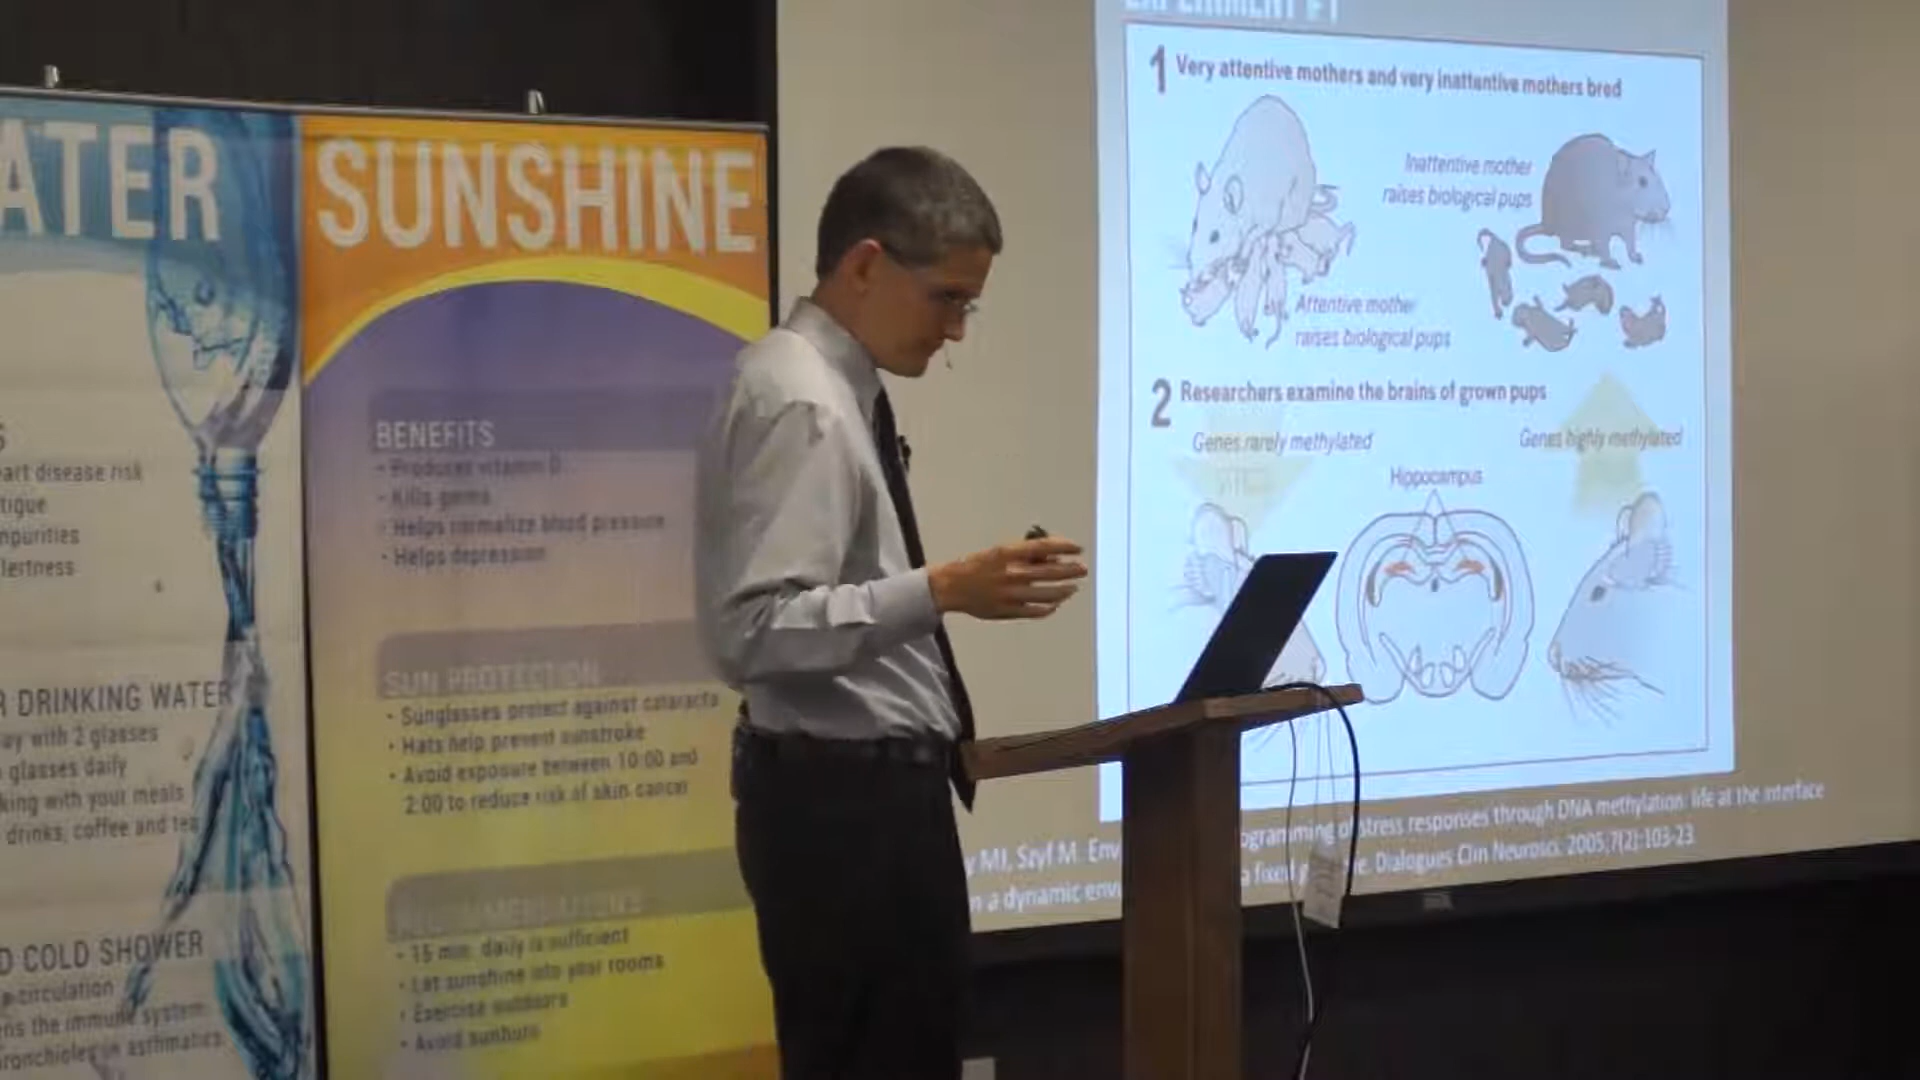 ATER
art disease risk
tigue
npurities
lertness
R DRINKING WATER
ay with 2 glasses
glasses daily
king with your meals
drinks, coffee and tea
D COLD SHOWER
circulation
ens the immune system
bronchioles in asthmatics
SUNSHINE
BENEFITS
• Produces vitamin D
• Kills germs
• Helps normalize blood pressure
• Helps depression
SUN PROTECTION
• Sunglasses protect against cataracts
• Hats help prevent sunstroke
• Avoid exposure between 10:00 and
2:00 to reduce risk of skin cancer
RECOMMENDATIONS
• 15 min. daily is sufficient
• Let sunshine into your rooms
• Exercise outdoors
• Avoid sunburn
EXPERIMENT #1
1 Very attentive mothers and very inattentive mothers bred
Inattentive mother
raises biological pups
Attentive mother
raises biological pups
2 Researchers examine the brains of grown pups
Genes rarely methylated
Genes highly methylated
Hippocampus
y MJ, Szyf M. Env ogramming of stress responses through DNA methylation: life at the interface
n a dynamic env a fixed g e. Dialogues Clin Neurosci. 2005;7(2):103-23.